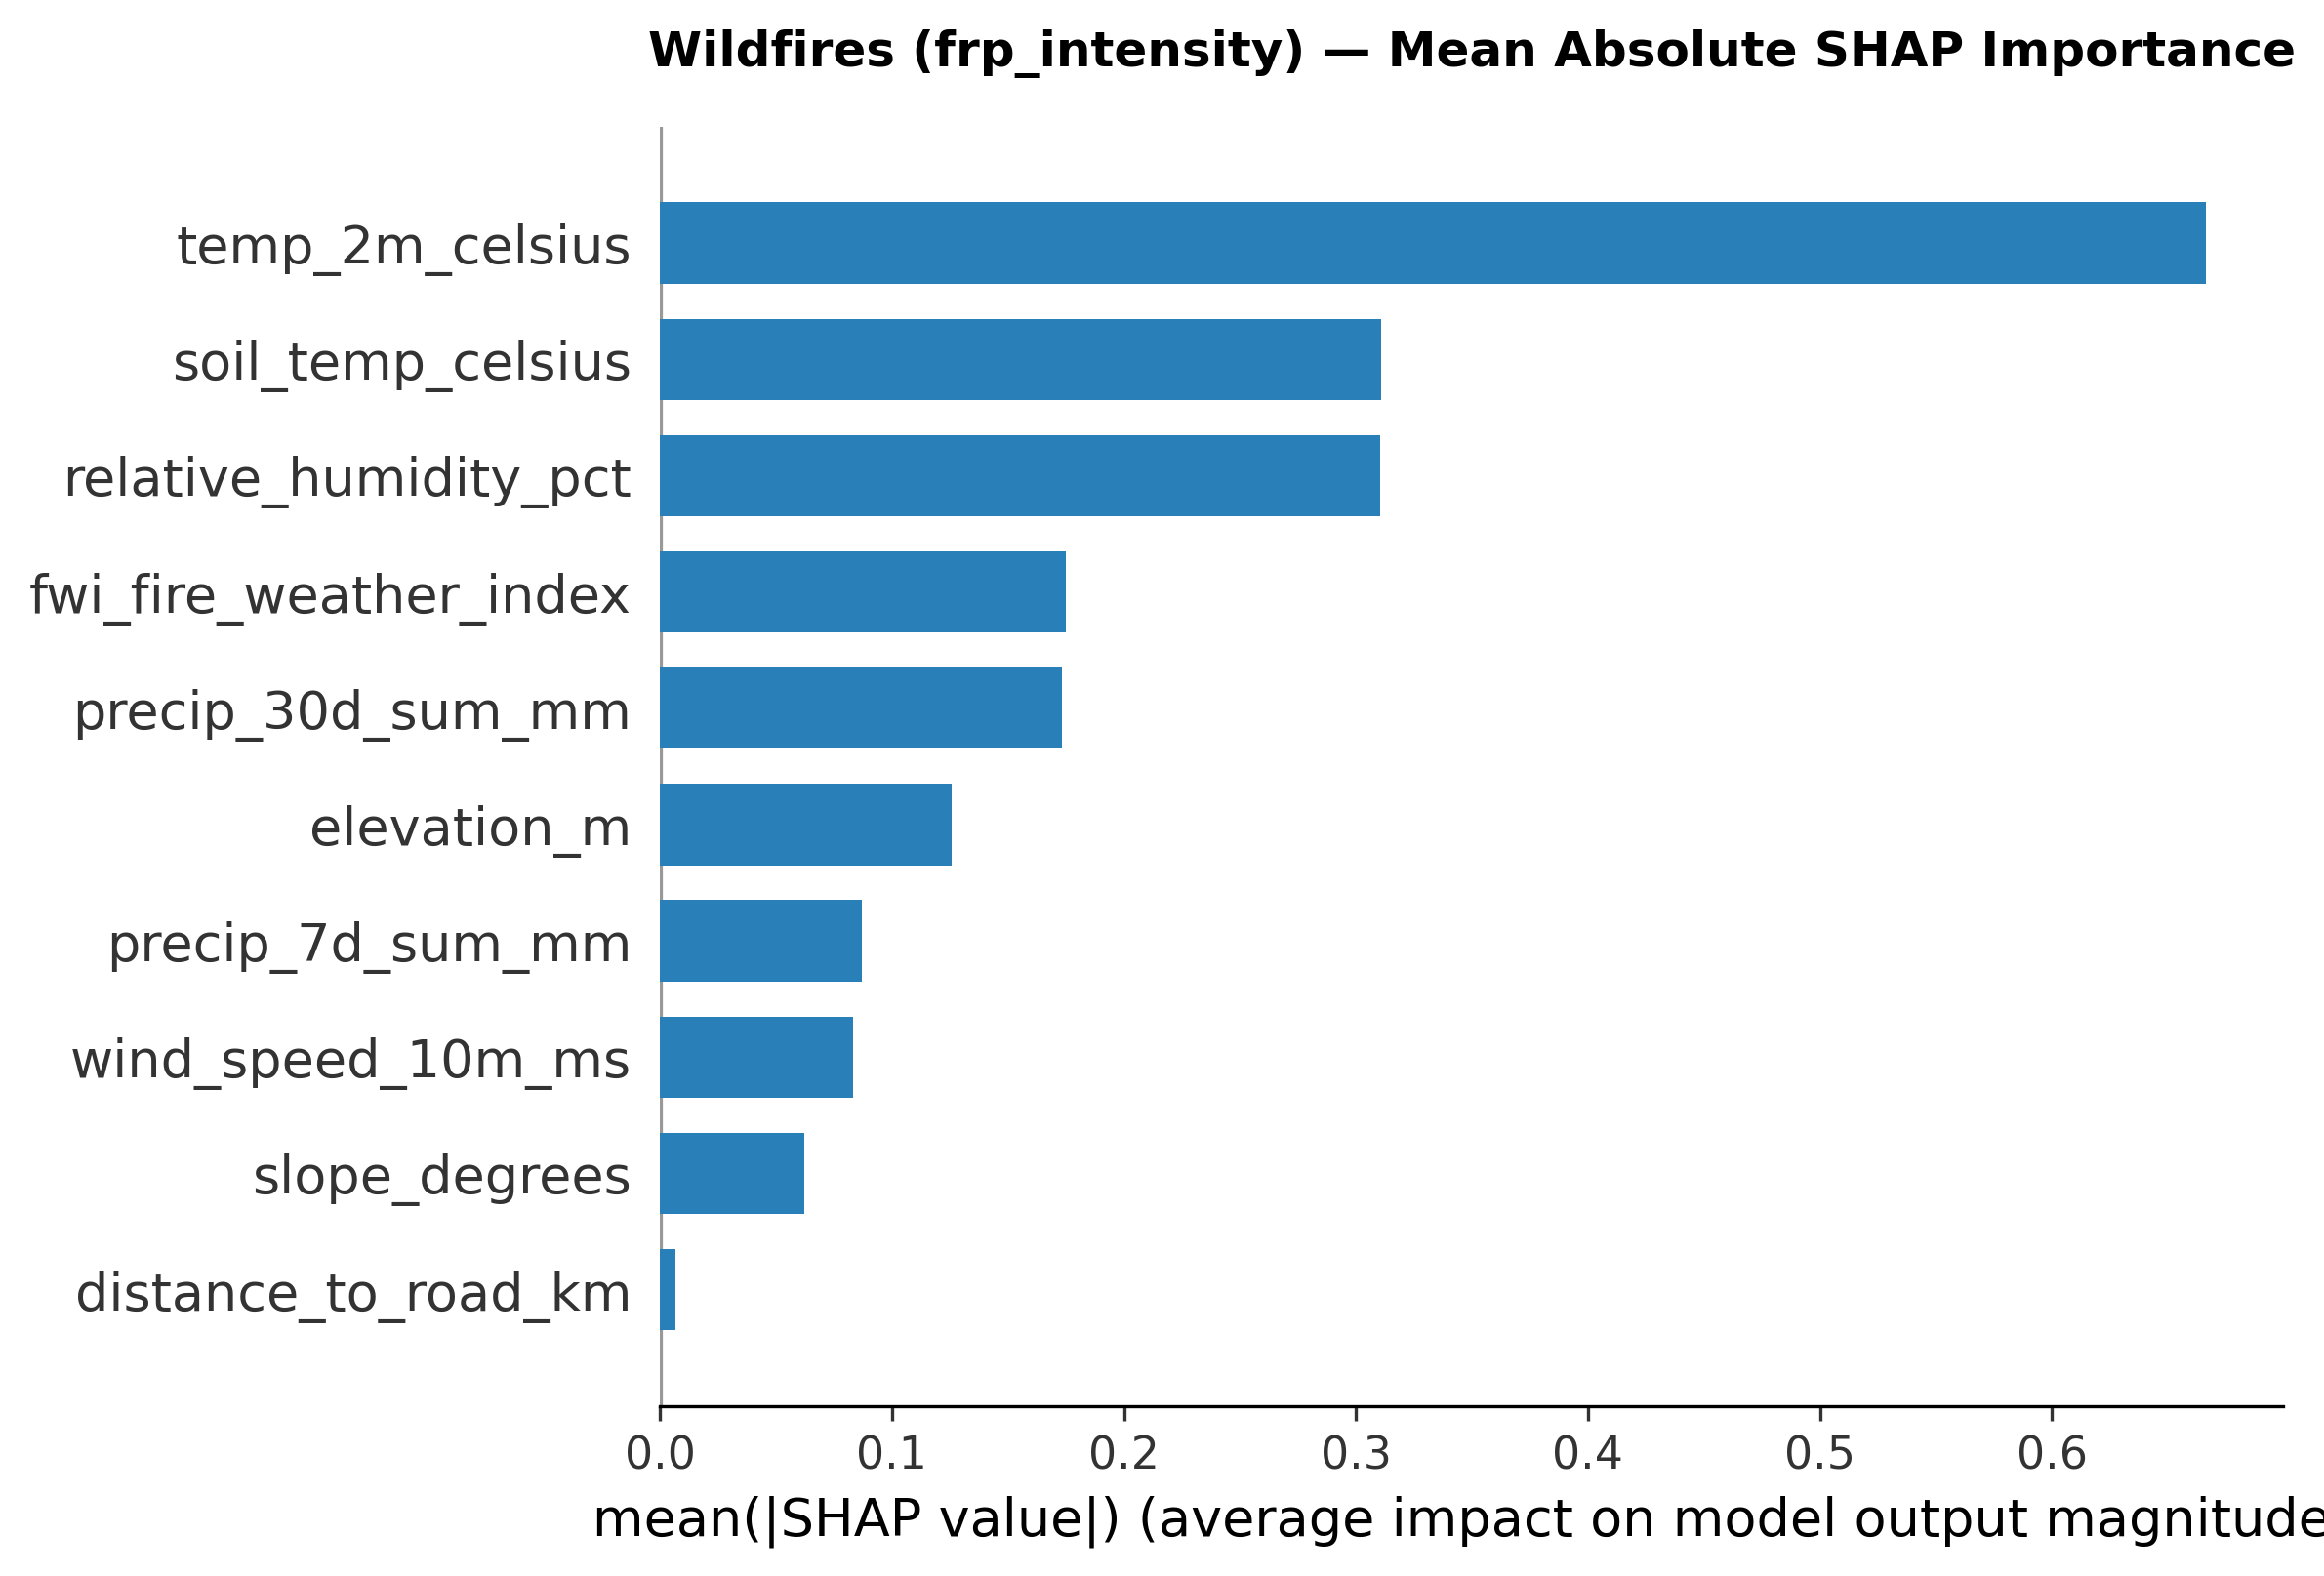 Wildfires (frp_intensity) — Mean Absolute SHAP Importance
temp_2m_celsius
soil_temp_celsius
relative_humidity_pct
fwi_fire_weather_index
precip_30d_sum_mm
elevation_m
precip_7d_sum_mm
wind_speed_10m_ms
slope_degrees
distance_to_road_km
0.0 0.1 0.2 0.3 0.4 0.5 0.6
mean(|SHAP value|) (average impact on model output magnitude